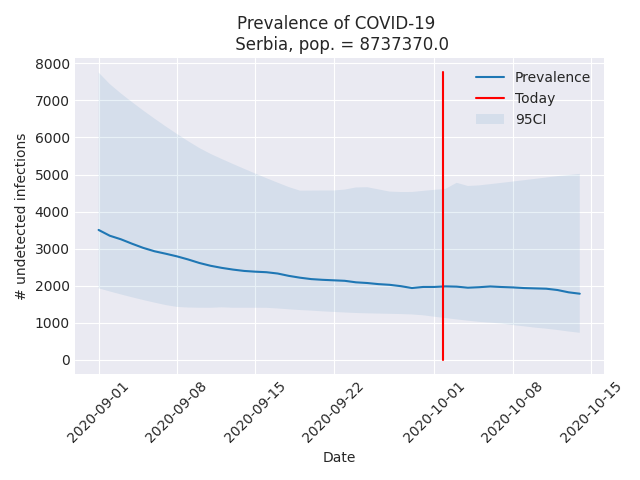 Prevalence of COVID-19
Serbia, pop. = 8737370.0
8000
7000
6000
5000
4000
3000
2000
1000
0
# undetected infections
Prevalence
Today
95CI
2020-09-01
2020-09-08
2020-09-15
2020-09-22
2020-10-01
2020-10-08
2020-10-15
Date